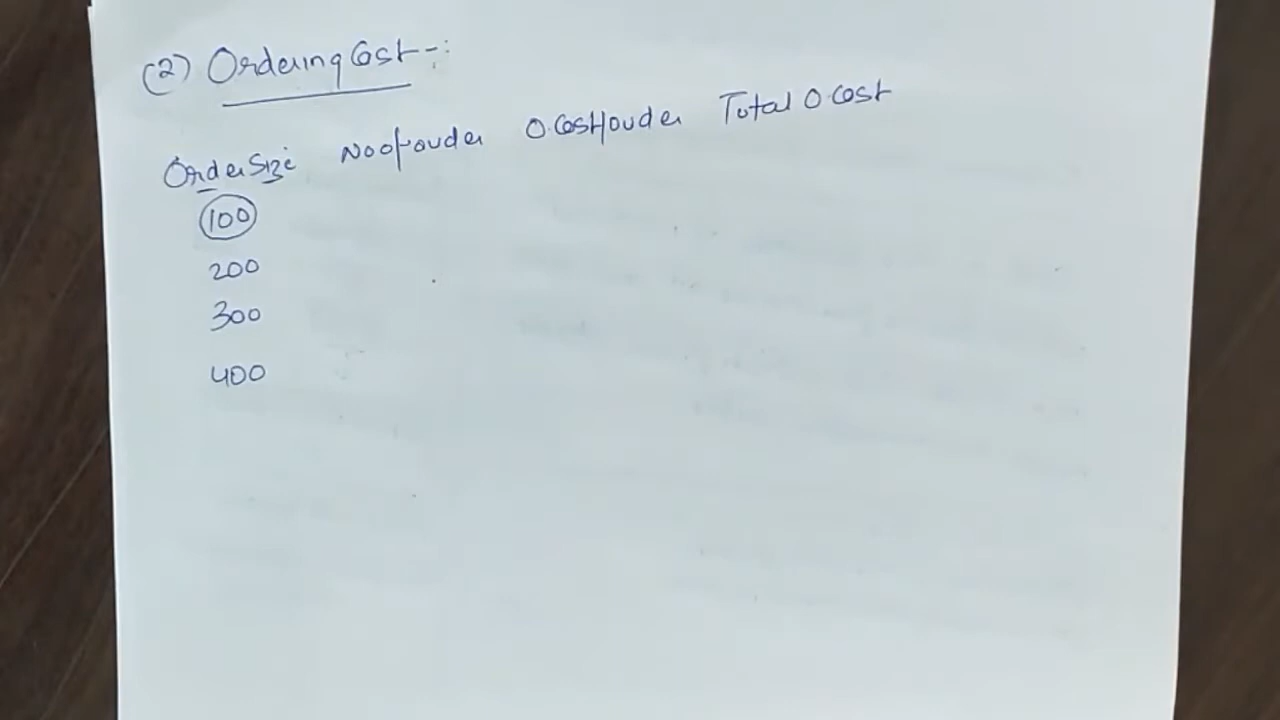 (2) Ordering Cost -:
Order Size No of order O.Cost/order Total O.Cost
100
200
300
400